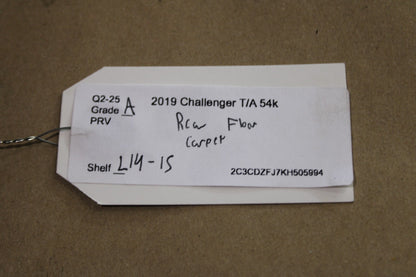 Q2-25
2019 Challenger T/A 54k
Grade A
PRV
Rear Floor
Carpet
Shelf L14-15
2C3CDZFJ7KH505994